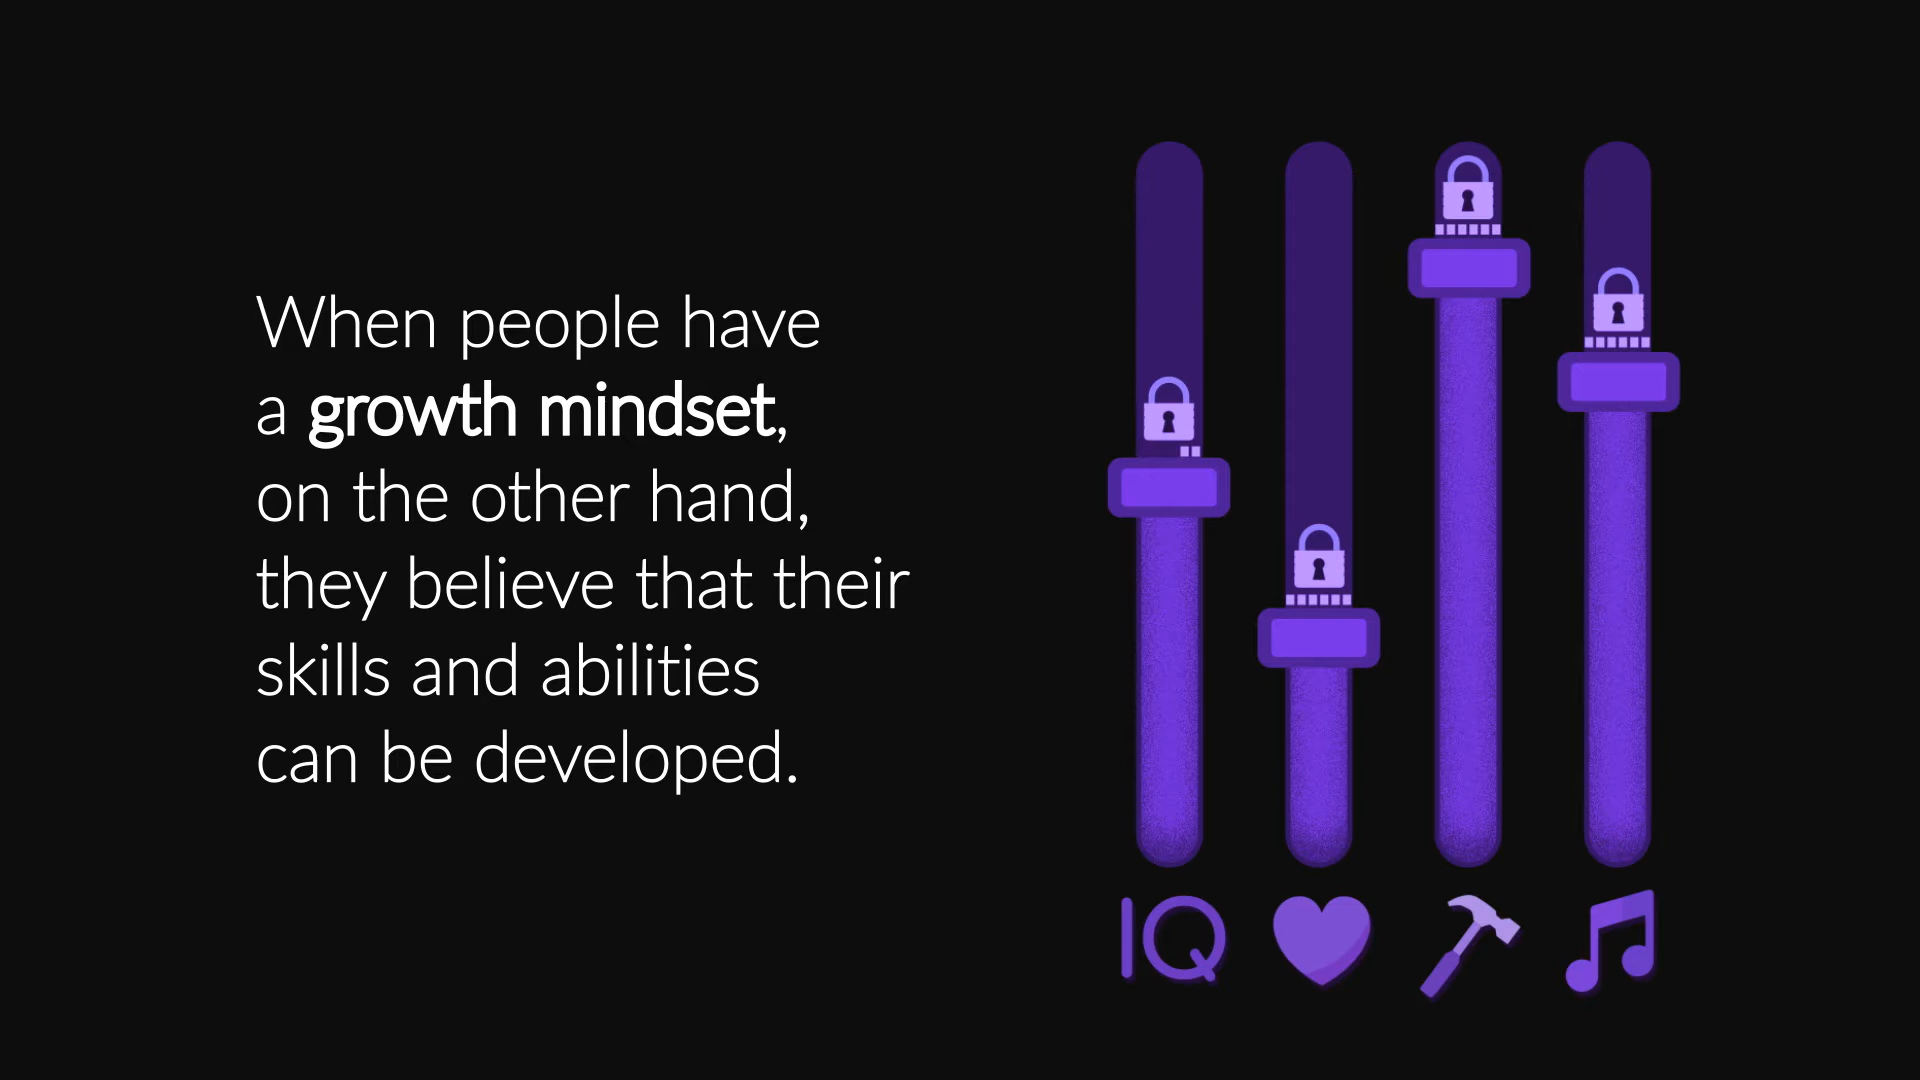 When people have
a growth mindset,
on the other hand,
they believe that their
skills and abilities
can be developed.
IQ